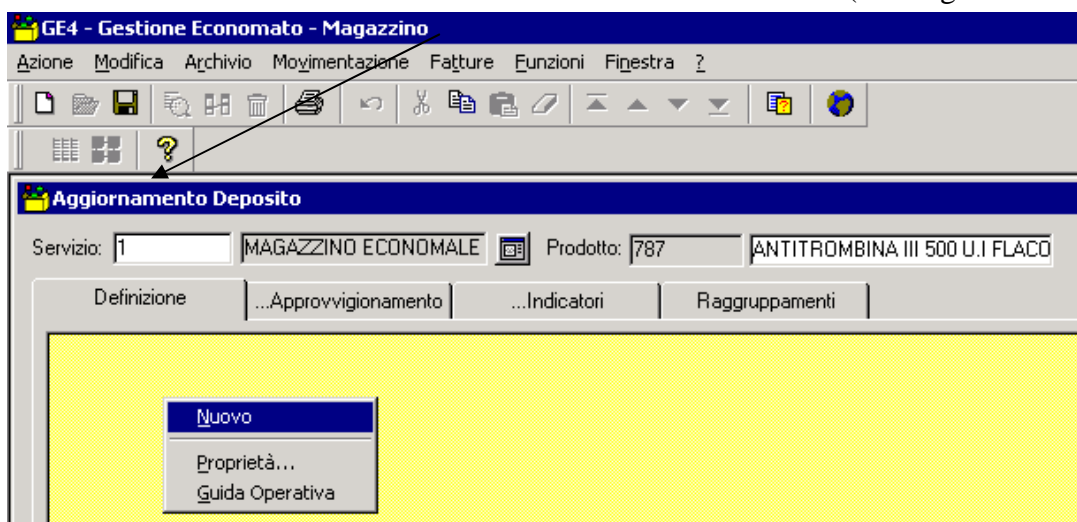 GE4 - Gestione Economato - Magazzino
Azione Modifica Archivio Movimentazione Fatture Funzioni Finestra ?
Aggiornamento Deposito
Servizio: 1 MAGAZZINO ECONOMALE Prodotto: 787 ANTITROMBINA III 500 U.I FLACO
Definizione ...Approvvigionamento ...Indicatori Raggruppamenti
Nuovo
Proprietà...
Guida Operativa